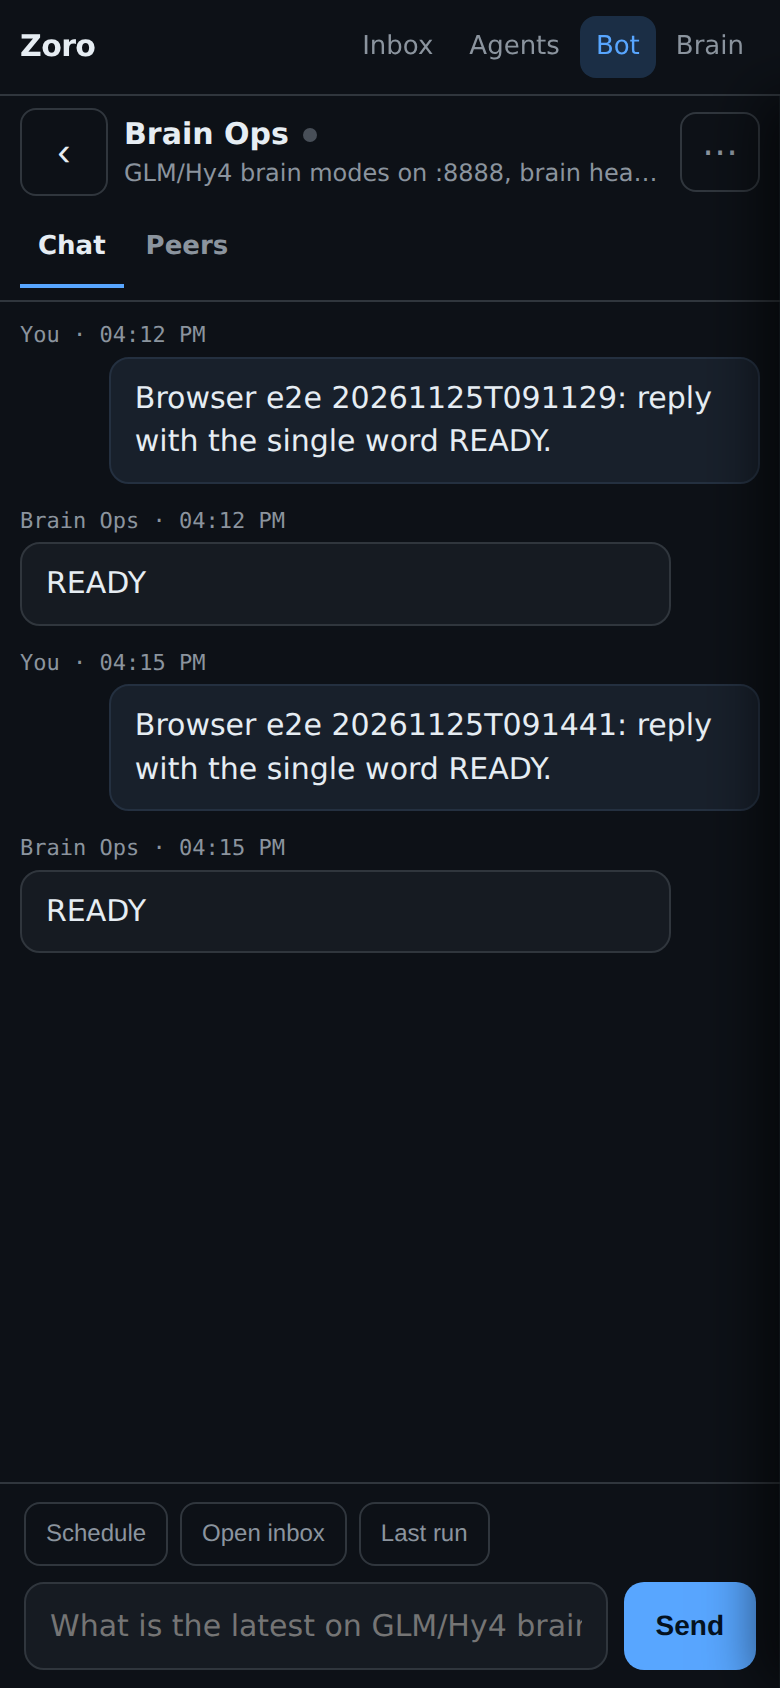 Zoro
Inbox Agents Bot Brain
‹
Brain Ops
GLM/Hy4 brain modes on :8888, brain hea…
⋯
Chat Peers
You · 04:12 PM
Browser e2e 20261125T091129: reply
with the single word READY.
Brain Ops · 04:12 PM
READY
You · 04:15 PM
Browser e2e 20261125T091441: reply
with the single word READY.
Brain Ops · 04:15 PM
READY
Schedule Open inbox Last run
What is the latest on GLM/Hy4 brain
Send